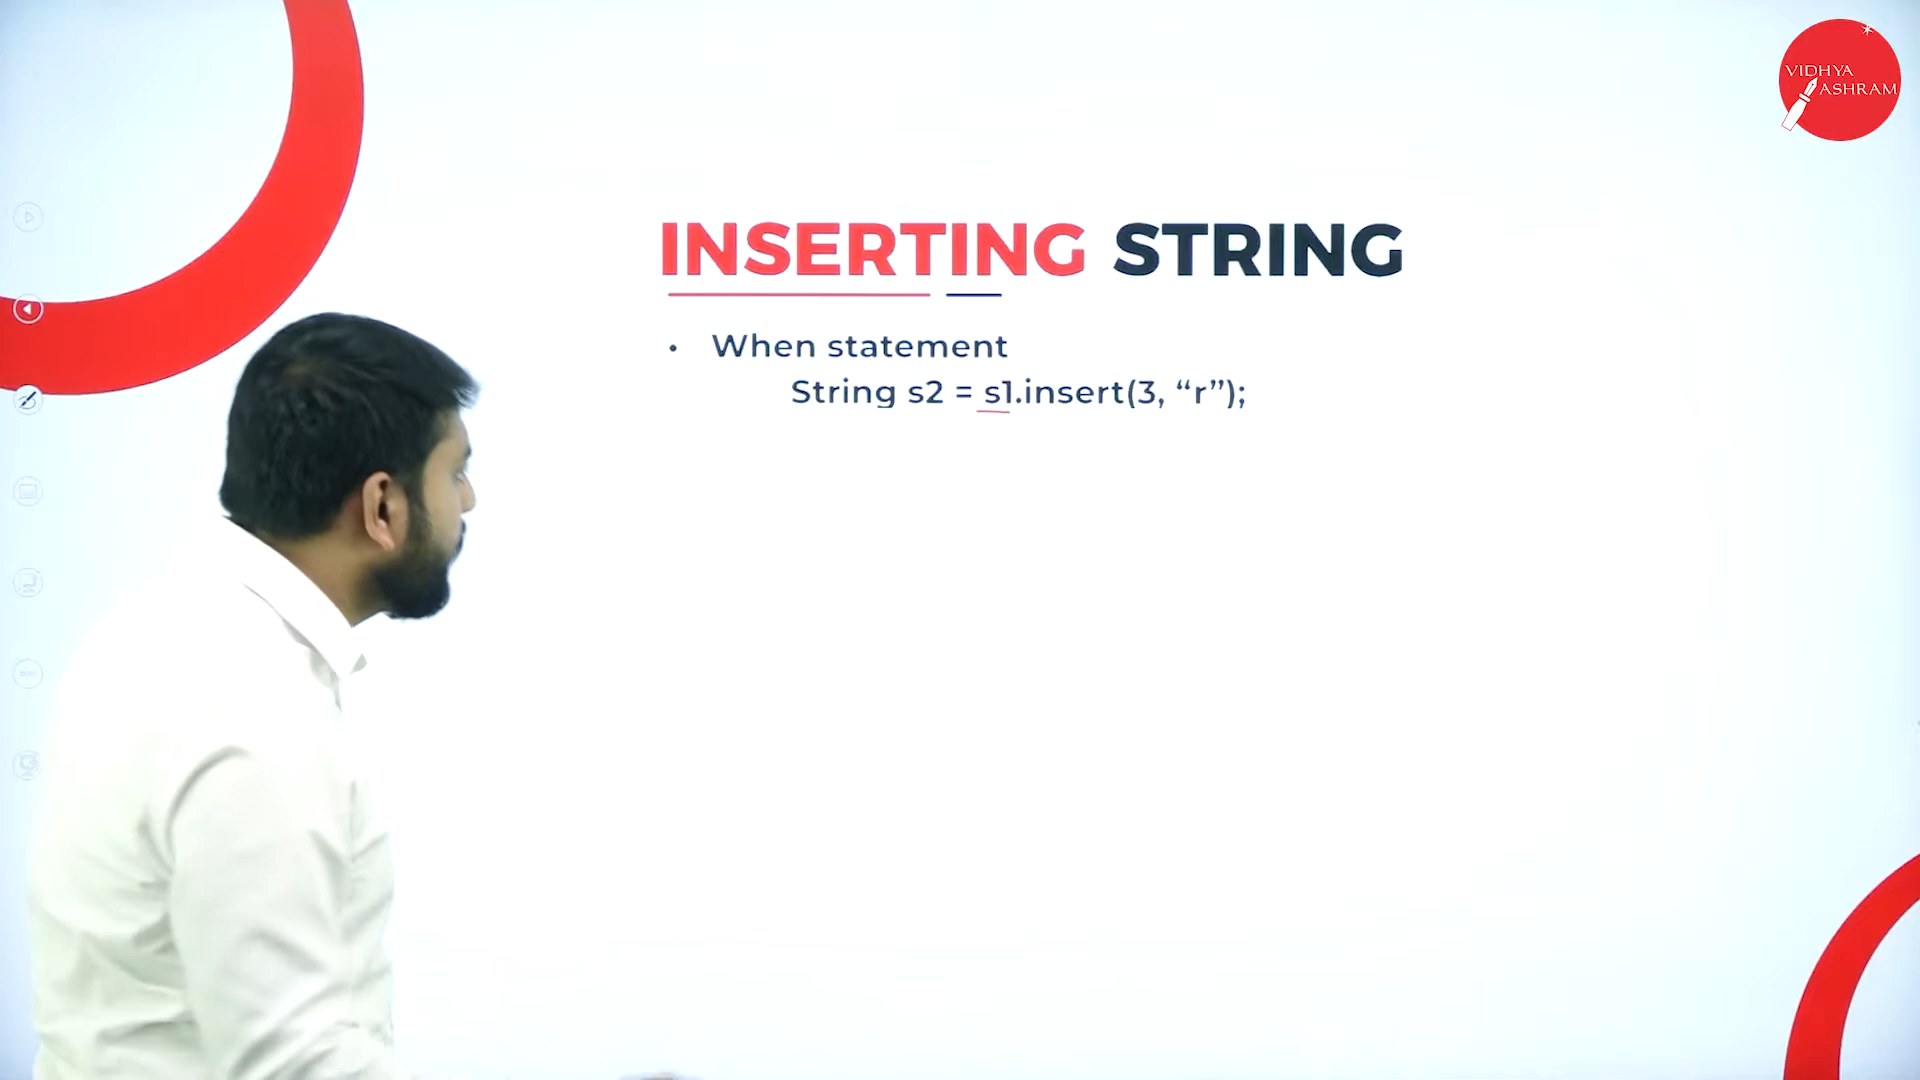 VIDHYA
ASHRAM
INSERTING STRING
• When statement
String s2 = s1.insert(3, “r”);